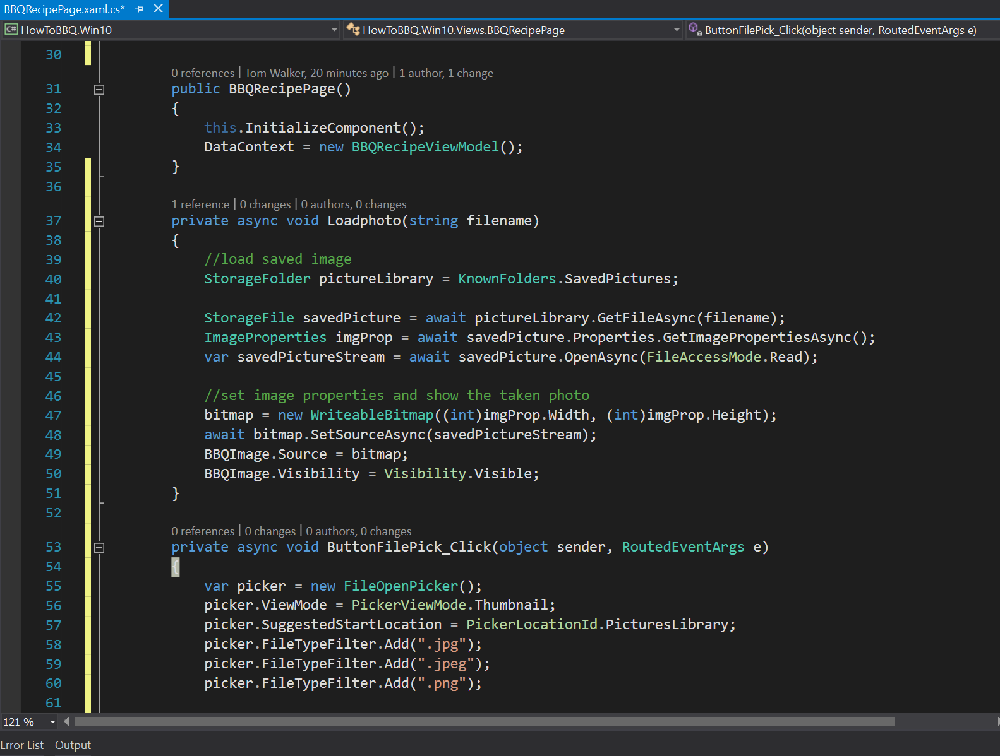 BBQRecipePage.xaml.cs*
C# HowToBBQ.Win10 HowToBBQ.Win10.Views.BBQRecipePage ButtonFilePick_Click(object sender, RoutedEventArgs e)
30
0 references | Tom Walker, 20 minutes ago | 1 author, 1 change
31 public BBQRecipePage()
32 {
33 this.InitializeComponent();
34 DataContext = new BBQRecipeViewModel();
35 }
36
1 reference | 0 changes | 0 authors, 0 changes
37 private async void Loadphoto(string filename)
38 {
39 //load saved image
40 StorageFolder pictureLibrary = KnownFolders.SavedPictures;
41
42 StorageFile savedPicture = await pictureLibrary.GetFileAsync(filename);
43 ImageProperties imgProp = await savedPicture.Properties.GetImagePropertiesAsync();
44 var savedPictureStream = await savedPicture.OpenAsync(FileAccessMode.Read);
45
46 //set image properties and show the taken photo
47 bitmap = new WriteableBitmap((int)imgProp.Width, (int)imgProp.Height);
48 await bitmap.SetSourceAsync(savedPictureStream);
49 BBQImage.Source = bitmap;
50 BBQImage.Visibility = Visibility.Visible;
51 }
52
0 references | 0 changes | 0 authors, 0 changes
53 private async void ButtonFilePick_Click(object sender, RoutedEventArgs e)
54 {
55 var picker = new FileOpenPicker();
56 picker.ViewMode = PickerViewMode.Thumbnail;
57 picker.SuggestedStartLocation = PickerLocationId.PicturesLibrary;
58 picker.FileTypeFilter.Add(".jpg");
59 picker.FileTypeFilter.Add(".jpeg");
60 picker.FileTypeFilter.Add(".png");
61
121 %
Error List Output